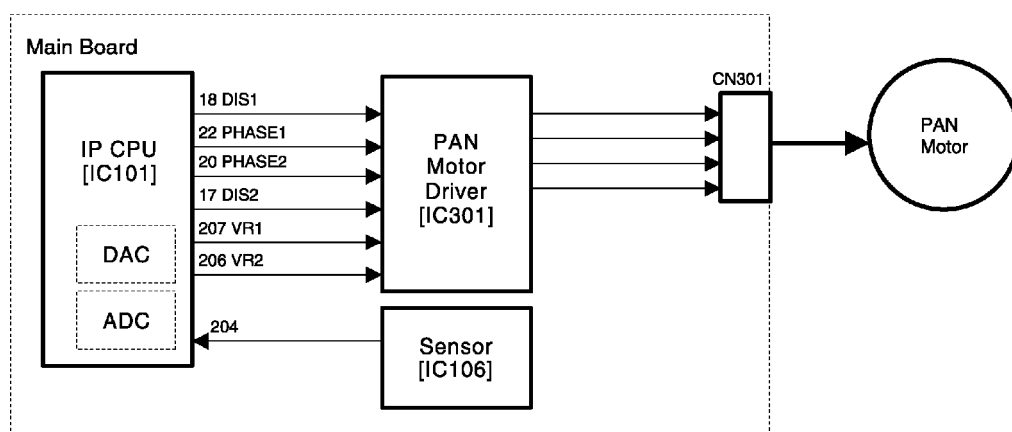 Main Board
IP CPU
[IC101]
DAC
ADC
18 DIS1
22 PHASE1
20 PHASE2
17 DIS2
207 VR1
206 VR2
204
PAN
Motor
Driver
[IC301]
Sensor
[IC106]
CN301
PAN
Motor